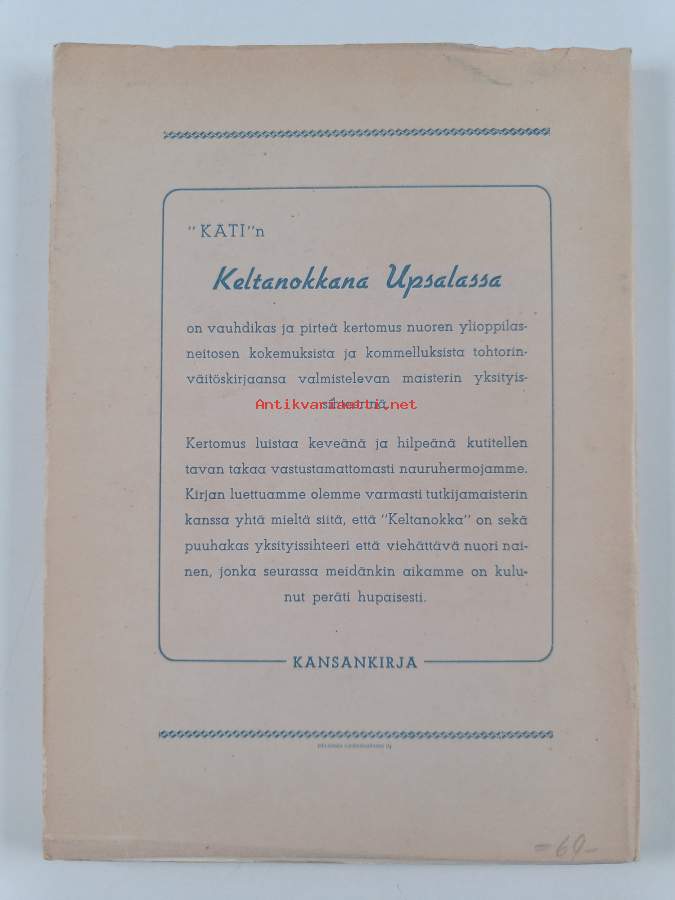 "KATI"n
Keltanokkana Upsalassa
on vauhdikas ja pirteä kertomus nuoren ylioppilas-
neitosen kokemuksista ja kommelluksista tohtorin-
väitöskirjaansa valmistelevan maisterin yksityis-
Antikvariaatti.net
Kertomus luistaa keveänä ja hilpeänä kutitellen
tavan takaa vastustamattomasti nauruhermojamme.
Kirjan luettuamme olemme varmasti tutkijamaisterin
kanssa yhtä mieltä siitä, että "Keltanokka" on sekä
puuhakas yksityissihteeri että viehättävä nuori nai-
nen, jonka seurassa meidänkin aikamme on kulu-
nut peräti hupaisesti.
KANSANKIRJA